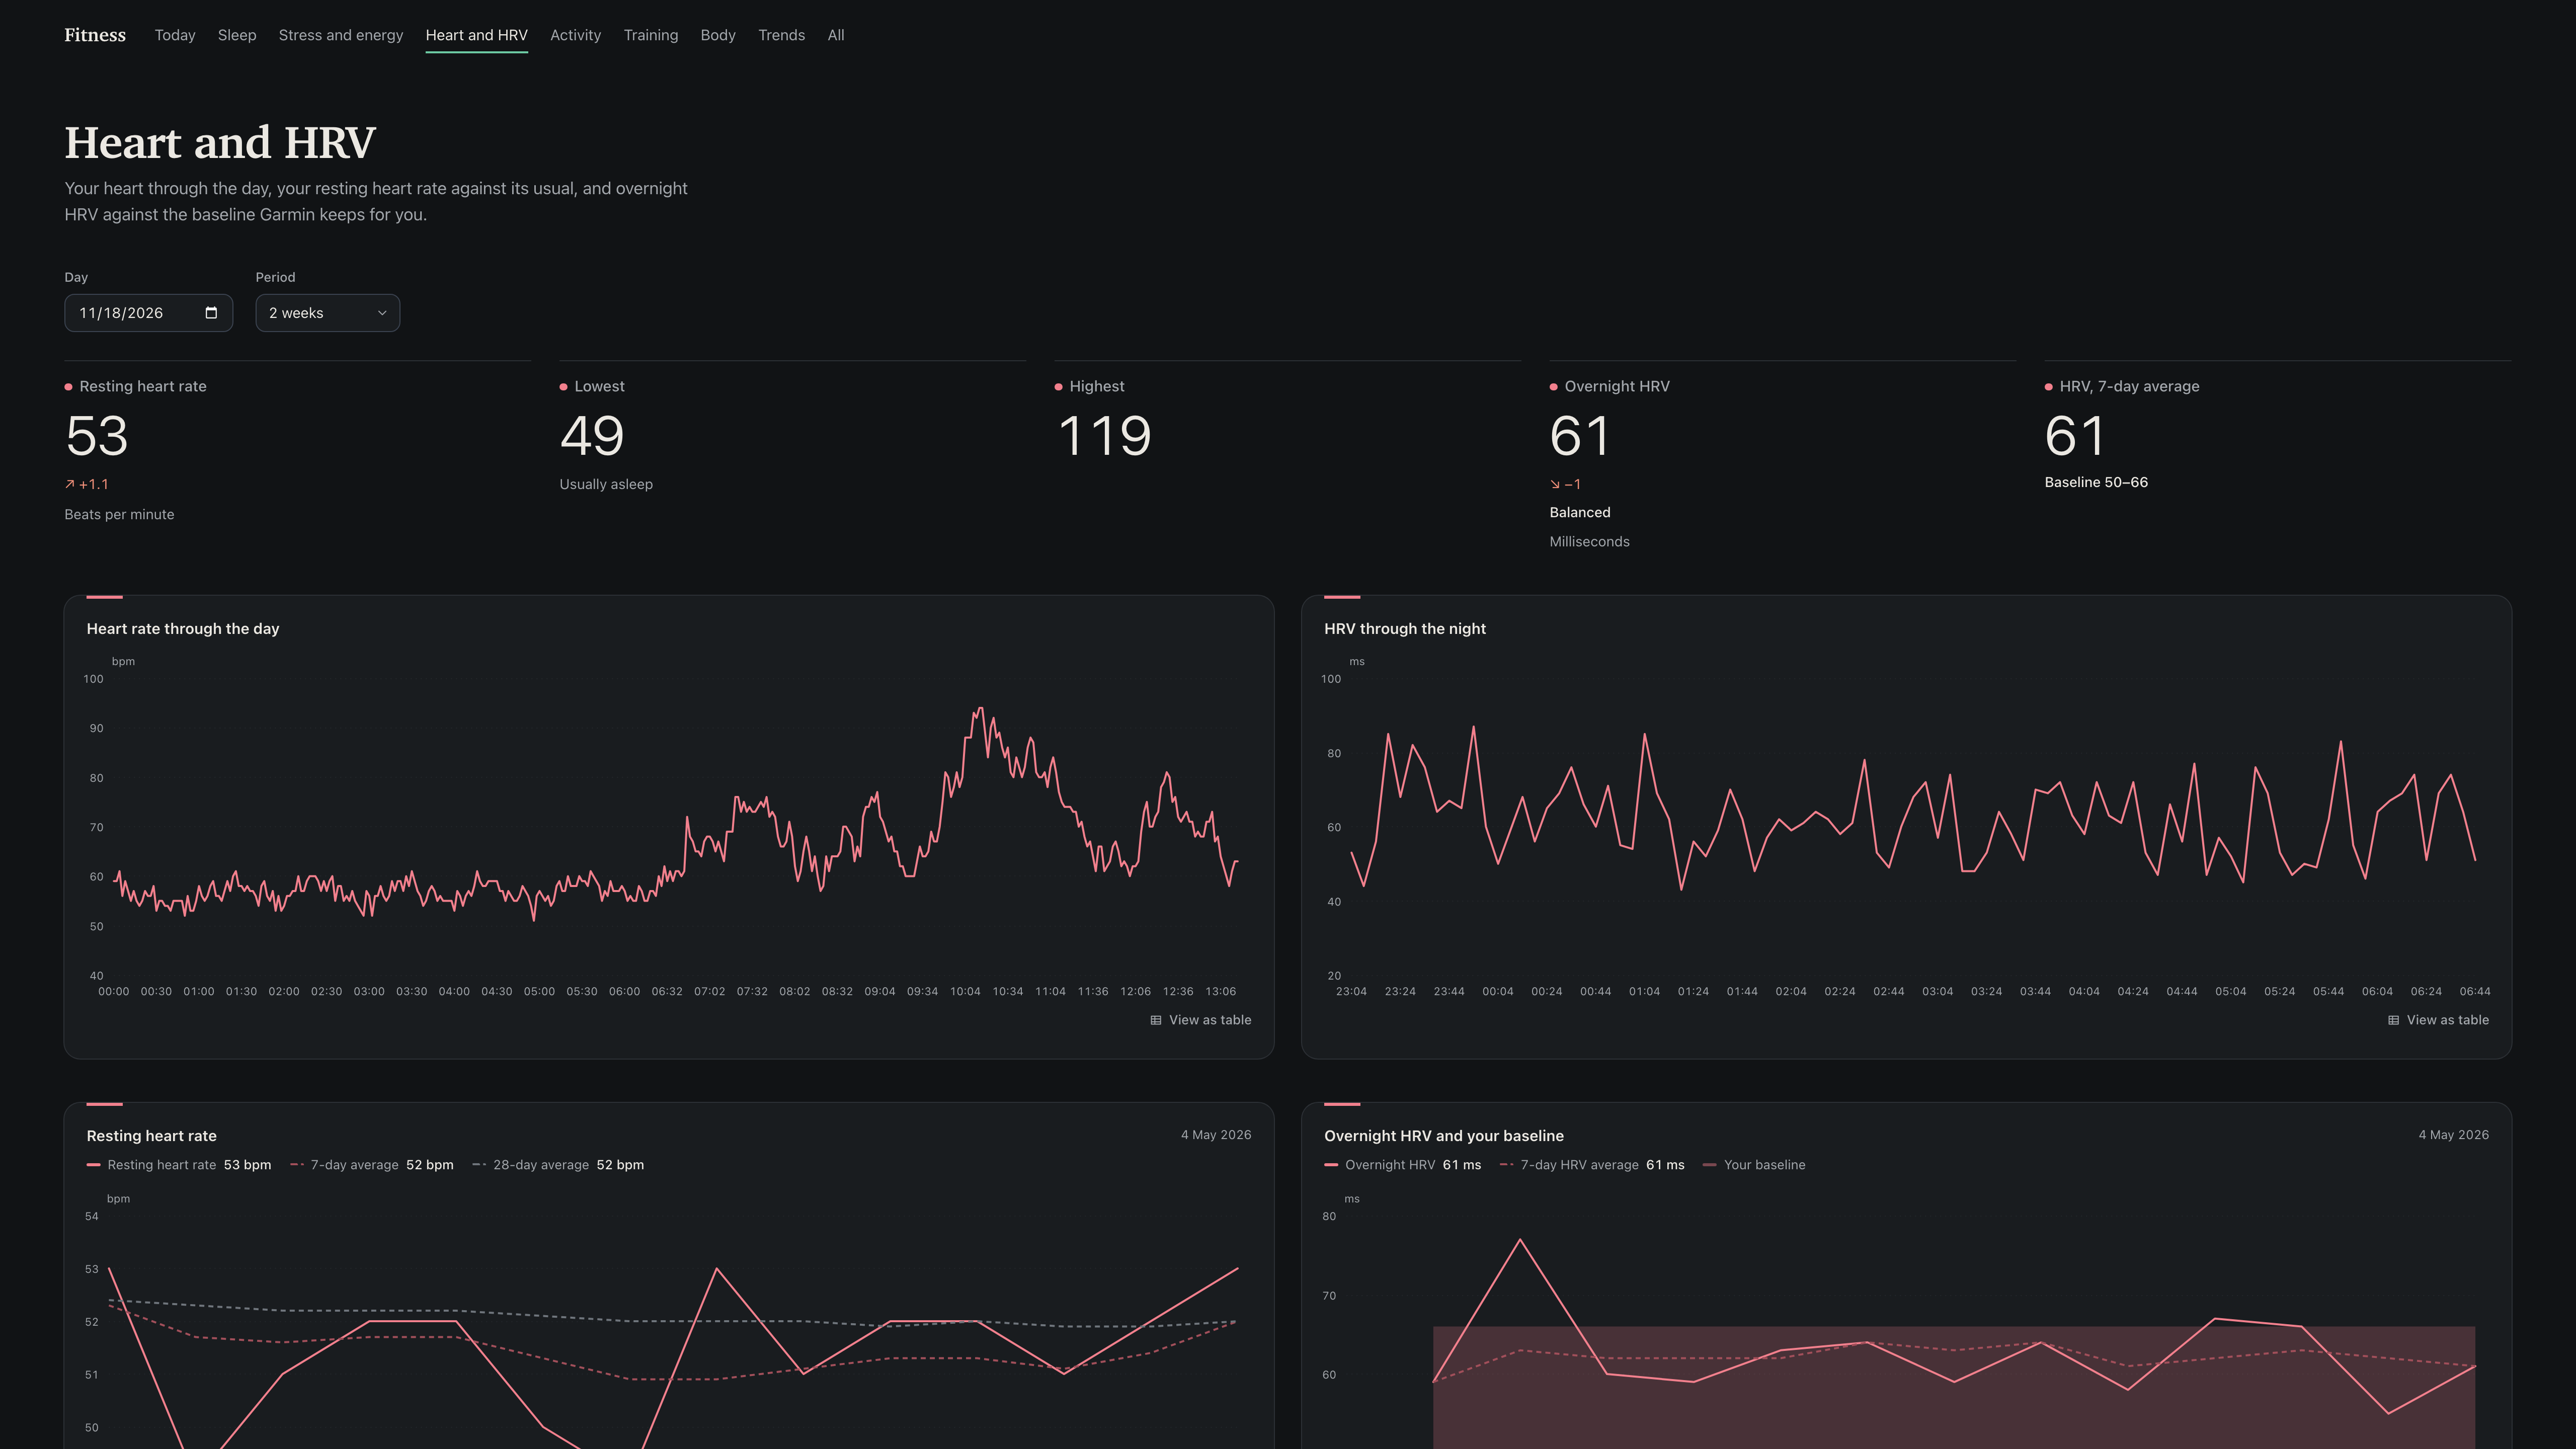 Fitness Today Sleep Stress and energy Heart and HRV Activity Training Body Trends All
Heart and HRV
Your heart through the day, your resting heart rate against its usual, and overnight
HRV against the baseline Garmin keeps for you.
Day Period
11/18/2026 2 weeks
Resting heart rate
53
↗ +1.1
Beats per minute
Lowest
49
Usually asleep
Highest
119
Overnight HRV
61
↘ −1
Balanced
Milliseconds
HRV, 7-day average
61
Baseline 50–66
Heart rate through the day
bpm
100
90
80
70
60
50
40
00:00 00:30 01:00 01:30 02:00 02:30 03:00 03:30 04:00 04:30 05:00 05:30 06:00 06:32 07:02 07:32 08:02 08:32 09:04 09:34 10:04 10:34 11:04 11:36 12:06 12:36 13:06
View as table
HRV through the night
ms
100
80
60
40
20
23:04 23:24 23:44 00:04 00:24 00:44 01:04 01:24 01:44 02:04 02:24 02:44 03:04 03:24 03:44 04:04 04:24 04:44 05:04 05:24 05:44 06:04 06:24 06:44
View as table
Resting heart rate 4 May 2026
Resting heart rate 53 bpm 7-day average 52 bpm 28-day average 52 bpm
bpm
54
53
52
51
50
Overnight HRV and your baseline 4 May 2026
Overnight HRV 61 ms 7-day HRV average 61 ms Your baseline
ms
80
70
60